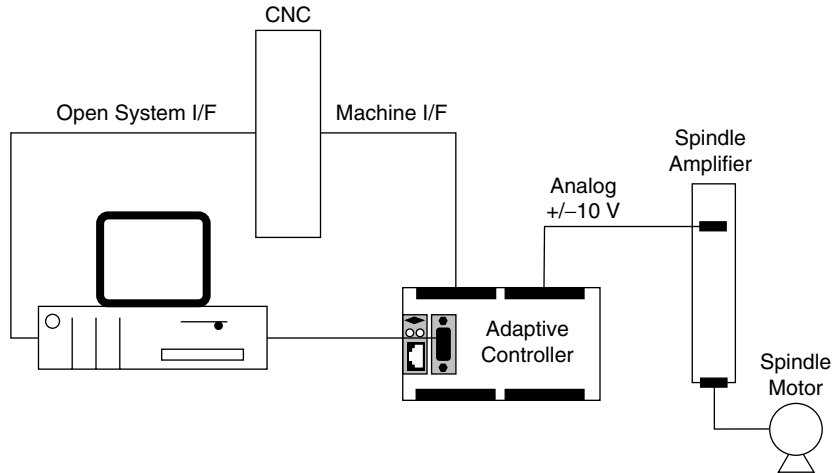 CNC
Open System I/F
Machine I/F
Spindle
Amplifier
Analog
+/−10 V
Adaptive
Controller
Spindle
Motor